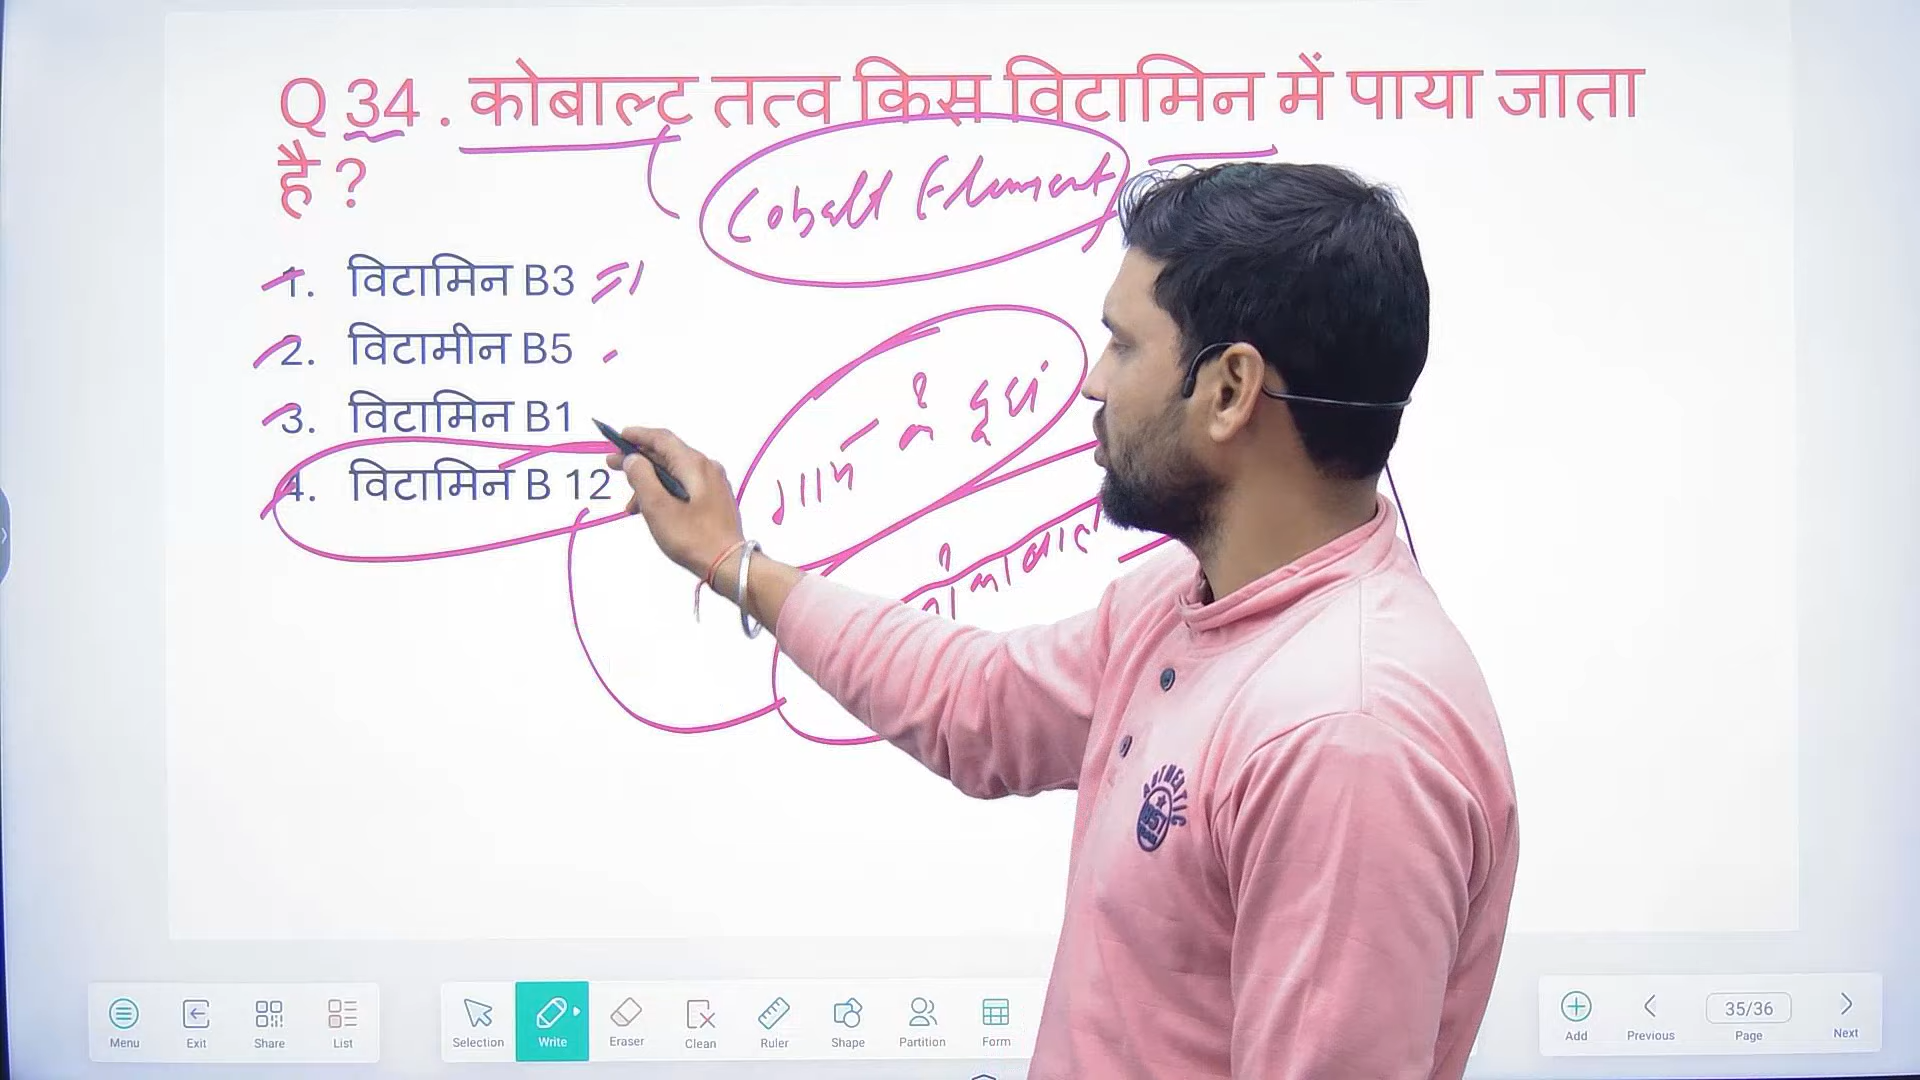 Q 34 . कोबाल्ट तत्व किस विटामिन में पाया जाता
है ?
Cobalt Element
1. विटामिन B3
2. विटामीन B5
3. विटामिन B1
4. विटामिन B 12
गाय के दूध
AUTHENTIC
Menu
Exit
Share
List
Selection
Write
Eraser
Clean
Ruler
Shape
Partition
Form
Add
Previous
35/36
Page
Next